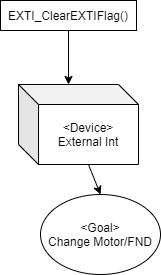 EXTI_ClearEXTIFlag()
<Device>
External Int
<Goal>
Change Motor/FND